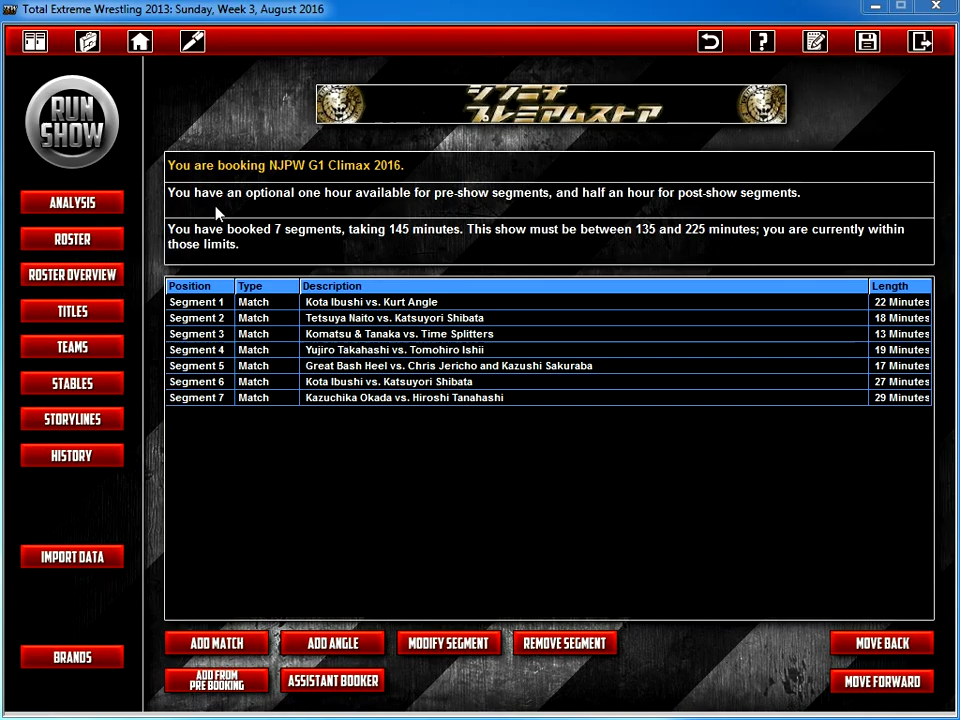 Total Extreme Wrestling 2013: Sunday, Week 3, August 2016
RUN
SHOW
プレミアムストア
You are booking NJPW G1 Climax 2016.
You have an optional one hour available for pre-show segments, and half an hour for post-show segments.
You have booked 7 segments, taking 145 minutes. This show must be between 135 and 225 minutes; you are currently within
those limits.
ANALYSIS
ROSTER
ROSTER OVERVIEW
TITLES
TEAMS
STABLES
STORYLINES
HISTORY
IMPORT DATA
BRANDS
Position Type Description Length
Segment 1 Match Kota Ibushi vs. Kurt Angle 22 Minutes
Segment 2 Match Tetsuya Naito vs. Katsuyori Shibata 18 Minutes
Segment 3 Match Komatsu & Tanaka vs. Time Splitters 13 Minutes
Segment 4 Match Yujiro Takahashi vs. Tomohiro Ishii 19 Minutes
Segment 5 Match Great Bash Heel vs. Chris Jericho and Kazushi Sakuraba 17 Minutes
Segment 6 Match Kota Ibushi vs. Katsuyori Shibata 27 Minutes
Segment 7 Match Kazuchika Okada vs. Hiroshi Tanahashi 29 Minutes
ADD MATCH ADD ANGLE MODIFY SEGMENT REMOVE SEGMENT MOVE BACK
ADD FROM
PRE BOOKING
ASSISTANT BOOKER MOVE FORWARD